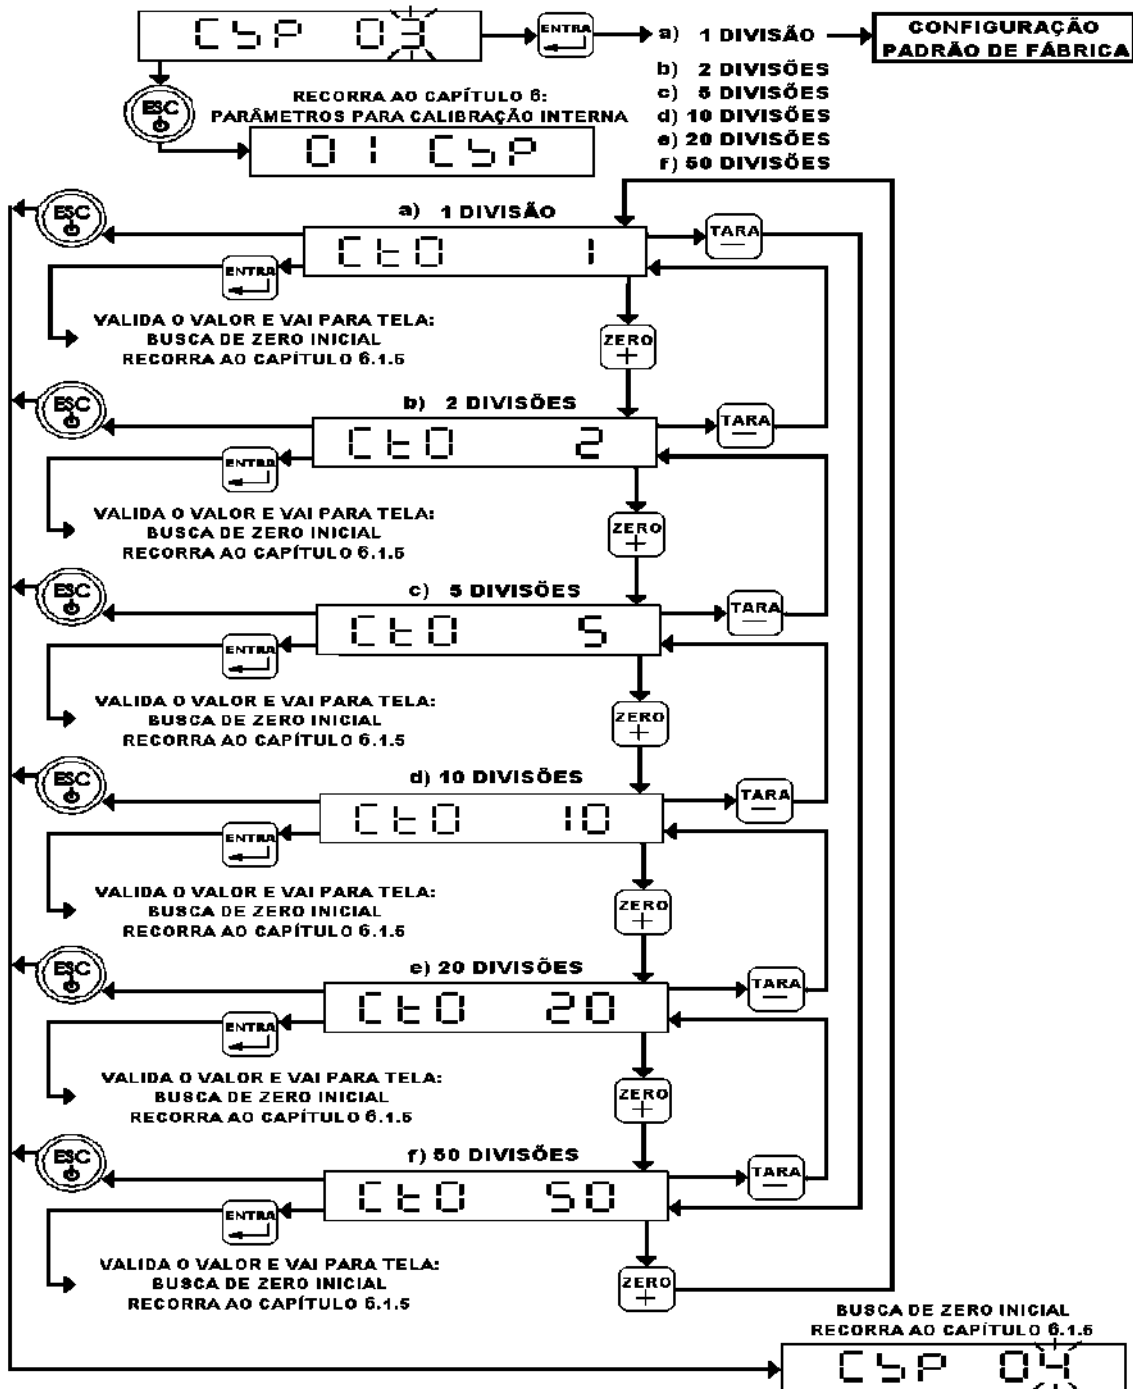 CSP 03
ENTRA
a) 1 DIVISÃO
CONFIGURAÇÃO
PADRÃO DE FÁBRICA
b) 2 DIVISÕES
c) 5 DIVISÕES
d) 10 DIVISÕES
e) 20 DIVISÕES
f) 50 DIVISÕES
ESC
RECORRA AO CAPÍTULO 6:
PARÂMETROS PARA CALIBRAÇÃO INTERNA
01 CSP
ESC
a) 1 DIVISÃO
CtO 1
TARA
—
ENTRA
VALIDA O VALOR E VAI PARA TELA:
BUSCA DE ZERO INICIAL
RECORRA AO CAPÍTULO 6.1.5
ZERO
+
ESC
b) 2 DIVISÕES
CtO 2
TARA
—
ENTRA
VALIDA O VALOR E VAI PARA TELA:
BUSCA DE ZERO INICIAL
RECORRA AO CAPÍTULO 6.1.5
ZERO
+
ESC
c) 5 DIVISÕES
CtO 5
TARA
—
ENTRA
VALIDA O VALOR E VAI PARA TELA:
BUSCA DE ZERO INICIAL
RECORRA AO CAPÍTULO 6.1.5
ZERO
+
ESC
d) 10 DIVISÕES
CtO 10
TARA
—
ENTRA
VALIDA O VALOR E VAI PARA TELA:
BUSCA DE ZERO INICIAL
RECORRA AO CAPÍTULO 6.1.5
ZERO
+
ESC
e) 20 DIVISÕES
CtO 20
TARA
—
ENTRA
VALIDA O VALOR E VAI PARA TELA:
BUSCA DE ZERO INICIAL
RECORRA AO CAPÍTULO 6.1.5
ZERO
+
ESC
f) 50 DIVISÕES
CtO 50
TARA
—
ENTRA
VALIDA O VALOR E VAI PARA TELA:
BUSCA DE ZERO INICIAL
RECORRA AO CAPÍTULO 6.1.5
ZERO
+
BUSCA DE ZERO INICIAL
RECORRA AO CAPÍTULO 6.1.5
CSP 04